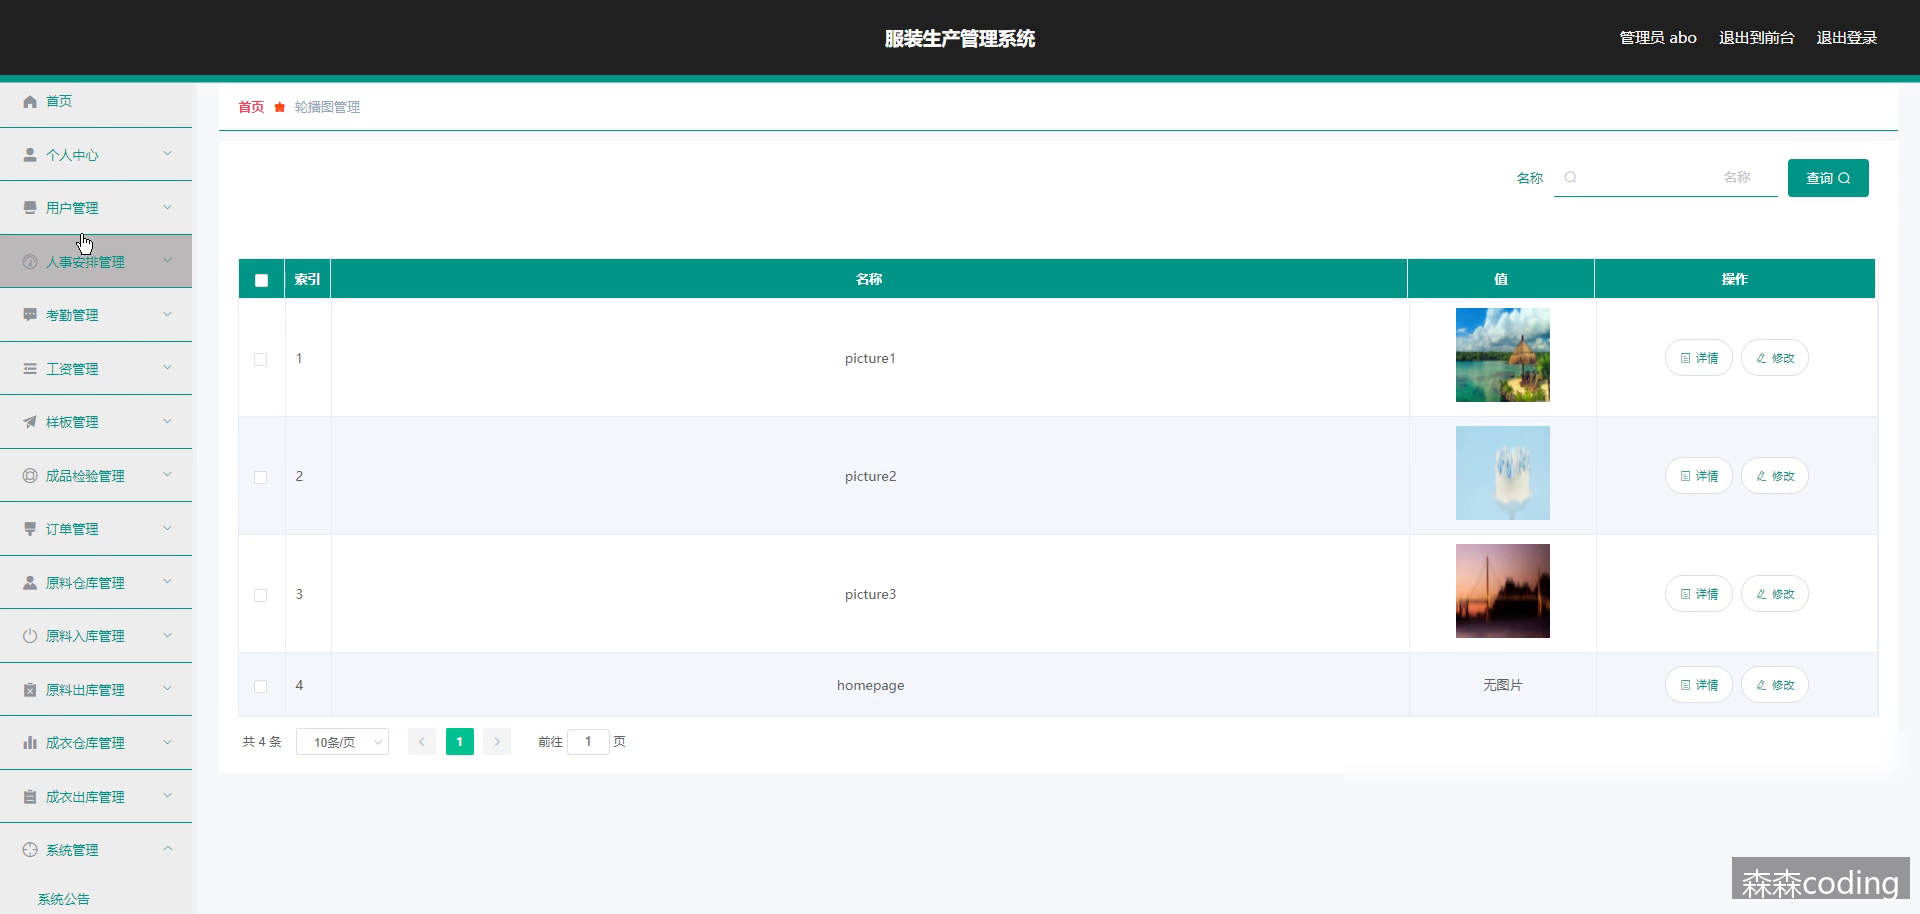 服装生产管理系统
管理员 abo
退出到前台
退出登录
首页
个人中心
用户管理
人事安排管理
考勤管理
工资管理
样板管理
成品检验管理
订单管理
原料仓库管理
原料入库管理
原料出库管理
成衣仓库管理
成衣出库管理
系统管理
系统公告
首页 轮播图管理
名称 名称 查询
索引 名称 值 操作
1 picture1 详情 修改
2 picture2 详情 修改
3 picture3 详情 修改
4 homepage 无图片 详情 修改
共 4 条 10条/页 1 前往 1 页
森森coding